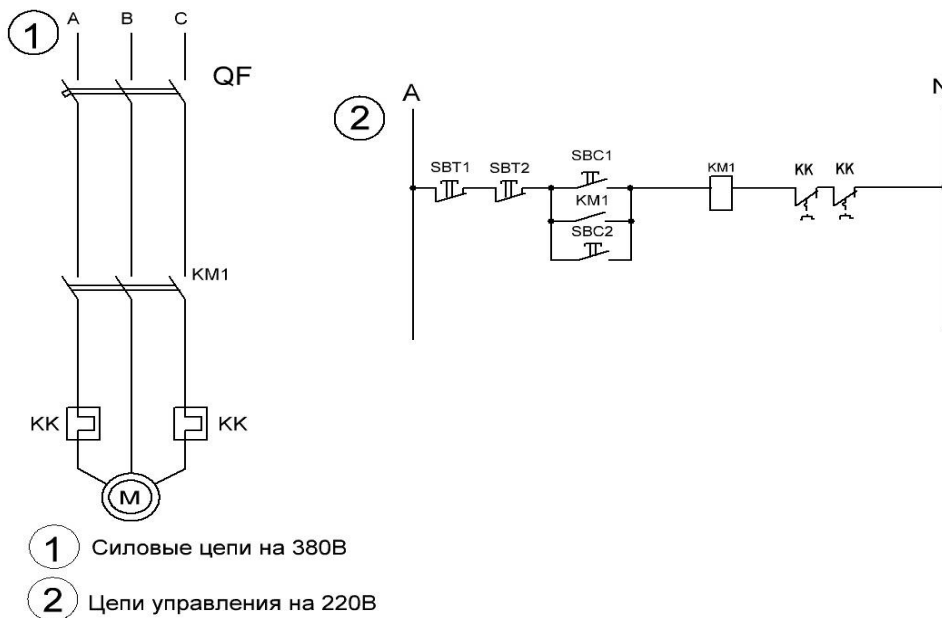 1
A
B
C
QF
KM1
KK
KK
M
2
A
N
SBT1
SBT2
SBC1
KM1
SBC2
KM1
KK
KK
1 Силовые цепи на 380В
2 Цепи управления на 220В